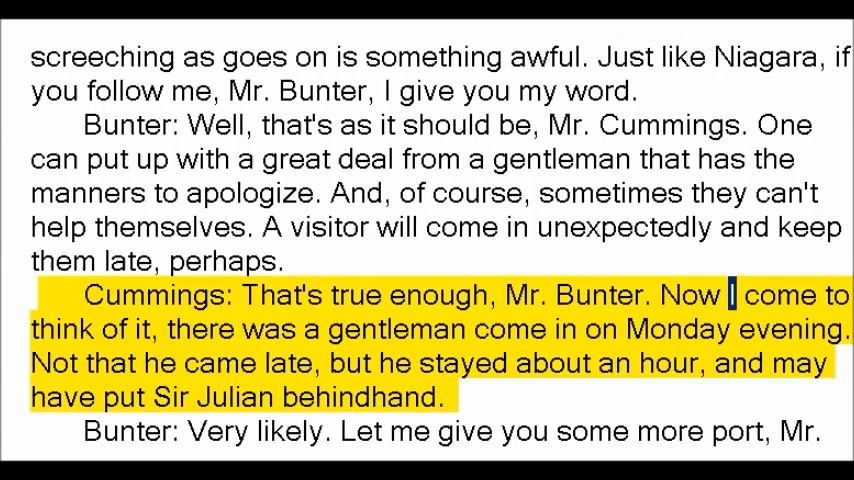 screeching as goes on is something awful. Just like Niagara, if
you follow me, Mr. Bunter, I give you my word.
Bunter: Well, that's as it should be, Mr. Cummings. One
can put up with a great deal from a gentleman that has the
manners to apologize. And, of course, sometimes they can't
help themselves. A visitor will come in unexpectedly and keep
them late, perhaps.
Cummings: That's true enough, Mr. Bunter. Now I come to
think of it, there was a gentleman come in on Monday evening.
Not that he came late, but he stayed about an hour, and may
have put Sir Julian behindhand.
Bunter: Very likely. Let me give you some more port, Mr.